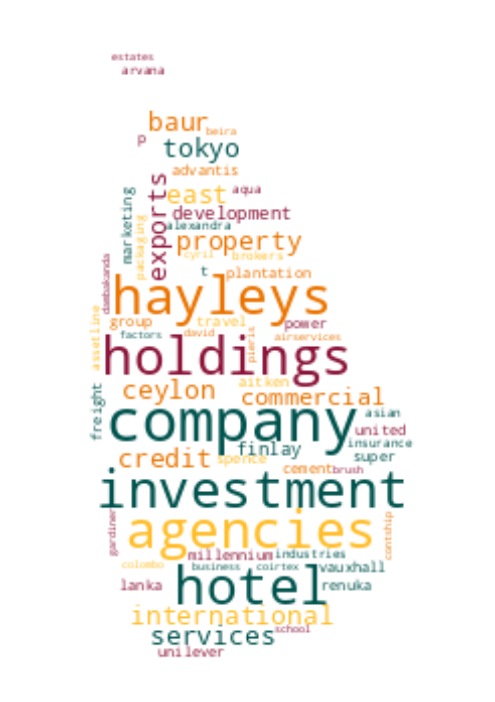 estates
arvana
baur
beira
p
tokyo
advantis
exports
east
aqua
marketing
packaging
development
alexandra
property
cyril
brokers
t
plantation
dambakanda
hayleys
assetline
group
travel
power
factors
david
pieris
airservices
holdings
aitken
ceylon
commercial
freight
company
asian
united
finlay
insurance
credit
spence
super
cement
brush
investment
gardiner
agencies
contship
millennium
industries
colombo
business
coirtex
vauxhall
lanka
hotel
renuka
international
services
school
unilever